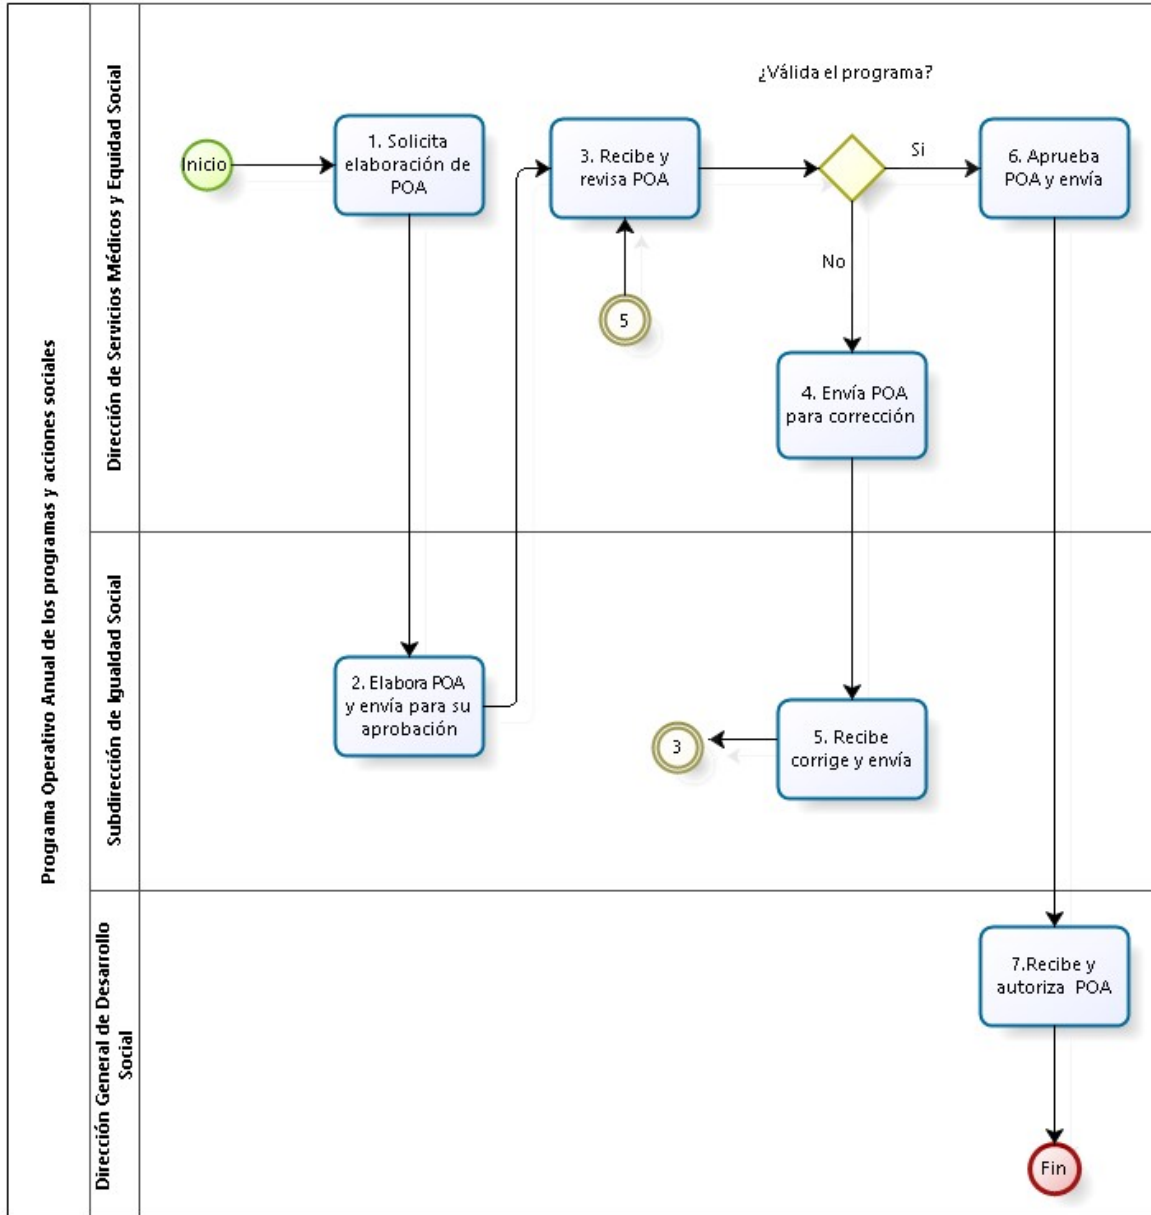 Programa Operativo Anual de los programas y acciones sociales
Dirección de Servicios Médicos y Equidad Social
¿Válida el programa?
Inicio
1. Solicita
elaboración de
POA
3. Recibe y
revisa POA
Si
6. Aprueba
POA y envía
No
5
4. Envía POA
para corrección
Subdirección de Igualdad Social
2. Elabora POA
y envía para su
aprobación
3
5. Recibe
corrige y envía
Dirección General de Desarrollo
Social
7.Recibe y
autoriza POA
Fin